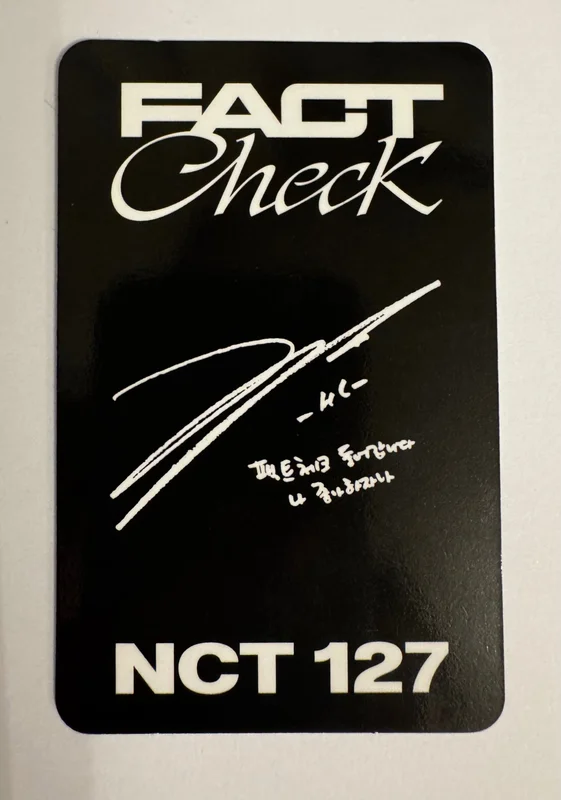 FACT
Check
-HC-
팩트체크 들어갑니다
나 좋아하자나
NCT 127